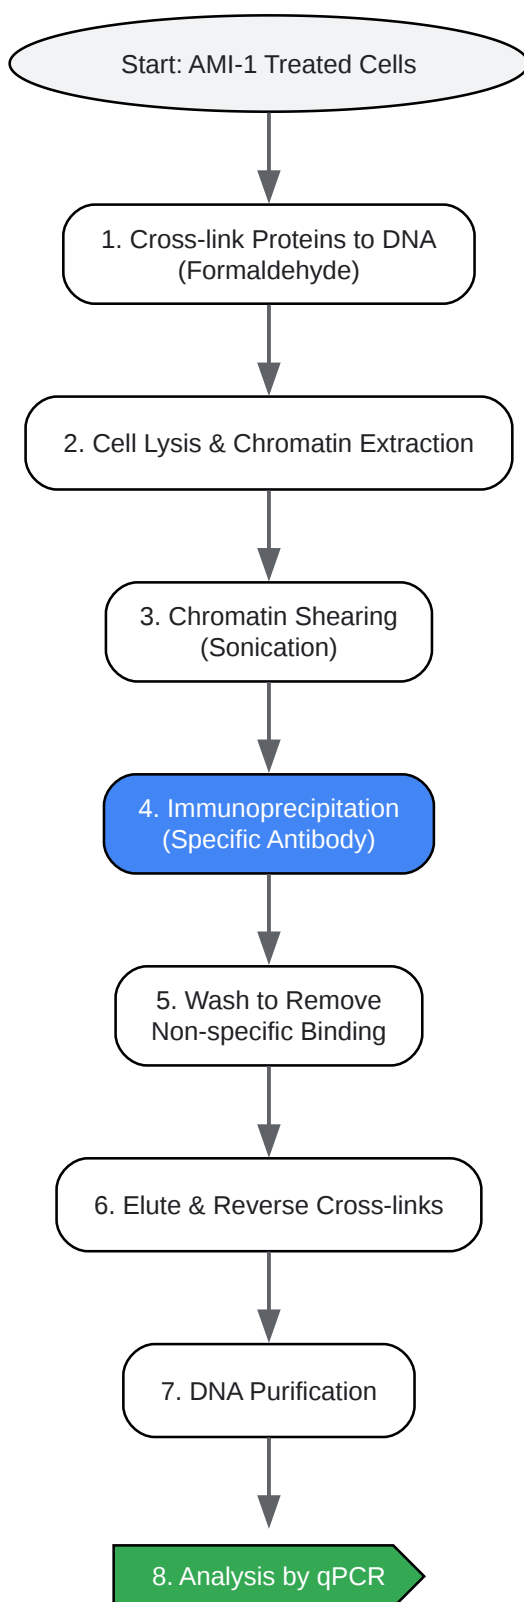 Start: AMI-1 Treated Cells
1. Cross-link Proteins to DNA
(Formaldehyde)
2. Cell Lysis & Chromatin Extraction
3. Chromatin Shearing
(Sonication)
4. Immunoprecipitation
(Specific Antibody)
5. Wash to Remove
Non-specific Binding
6. Elute & Reverse Cross-links
7. DNA Purification
8. Analysis by qPCR